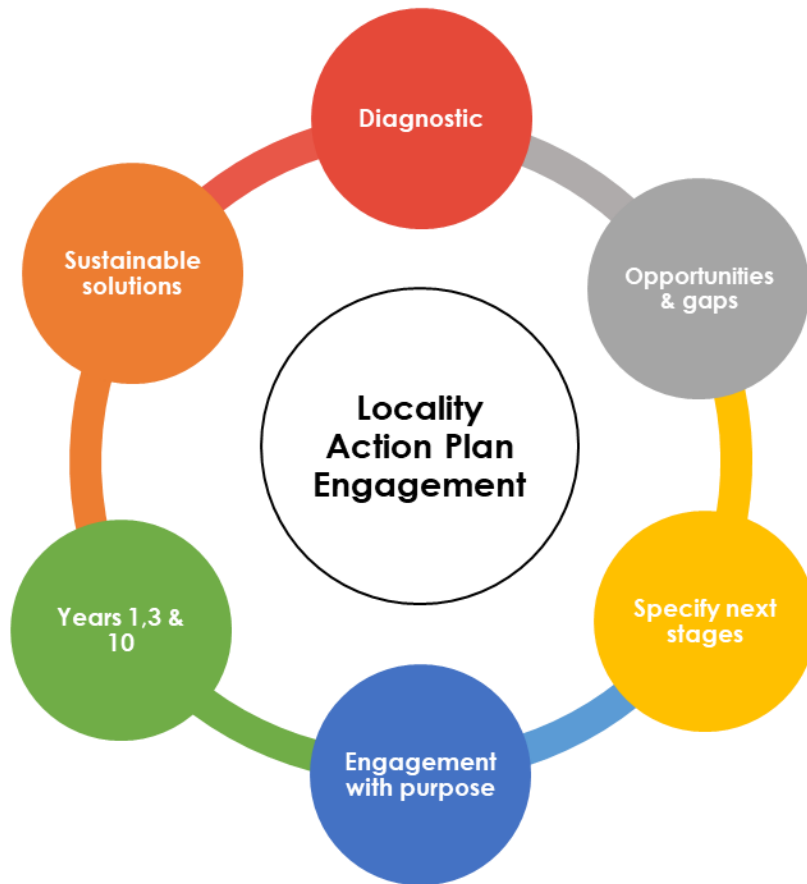 Diagnostic
Opportunities
& gaps
Specify next
stages
Engagement
with purpose
Years 1,3 &
10
Sustainable
solutions
Locality
Action Plan
Engagement